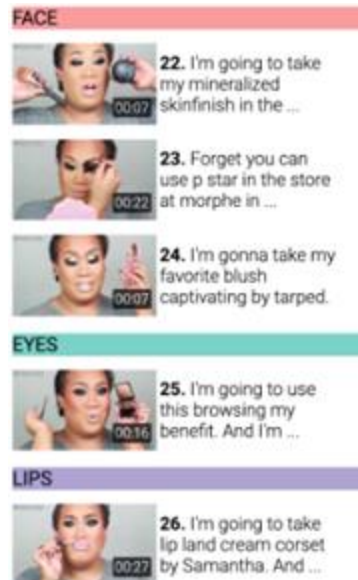 FACE
22. I'm going to take
my mineralized
skinfinish in the ...
00:07
23. Forget you can
use p star in the store
at morphe in ...
00:22
24. I'm gonna take my
favorite blush
captivating by tarped.
00:07
EYES
25. I'm going to use
this browsing my
benefit. And I'm ...
00:16
LIPS
26. I'm going to take
lip land cream corset
by Samantha. And ...
00:27